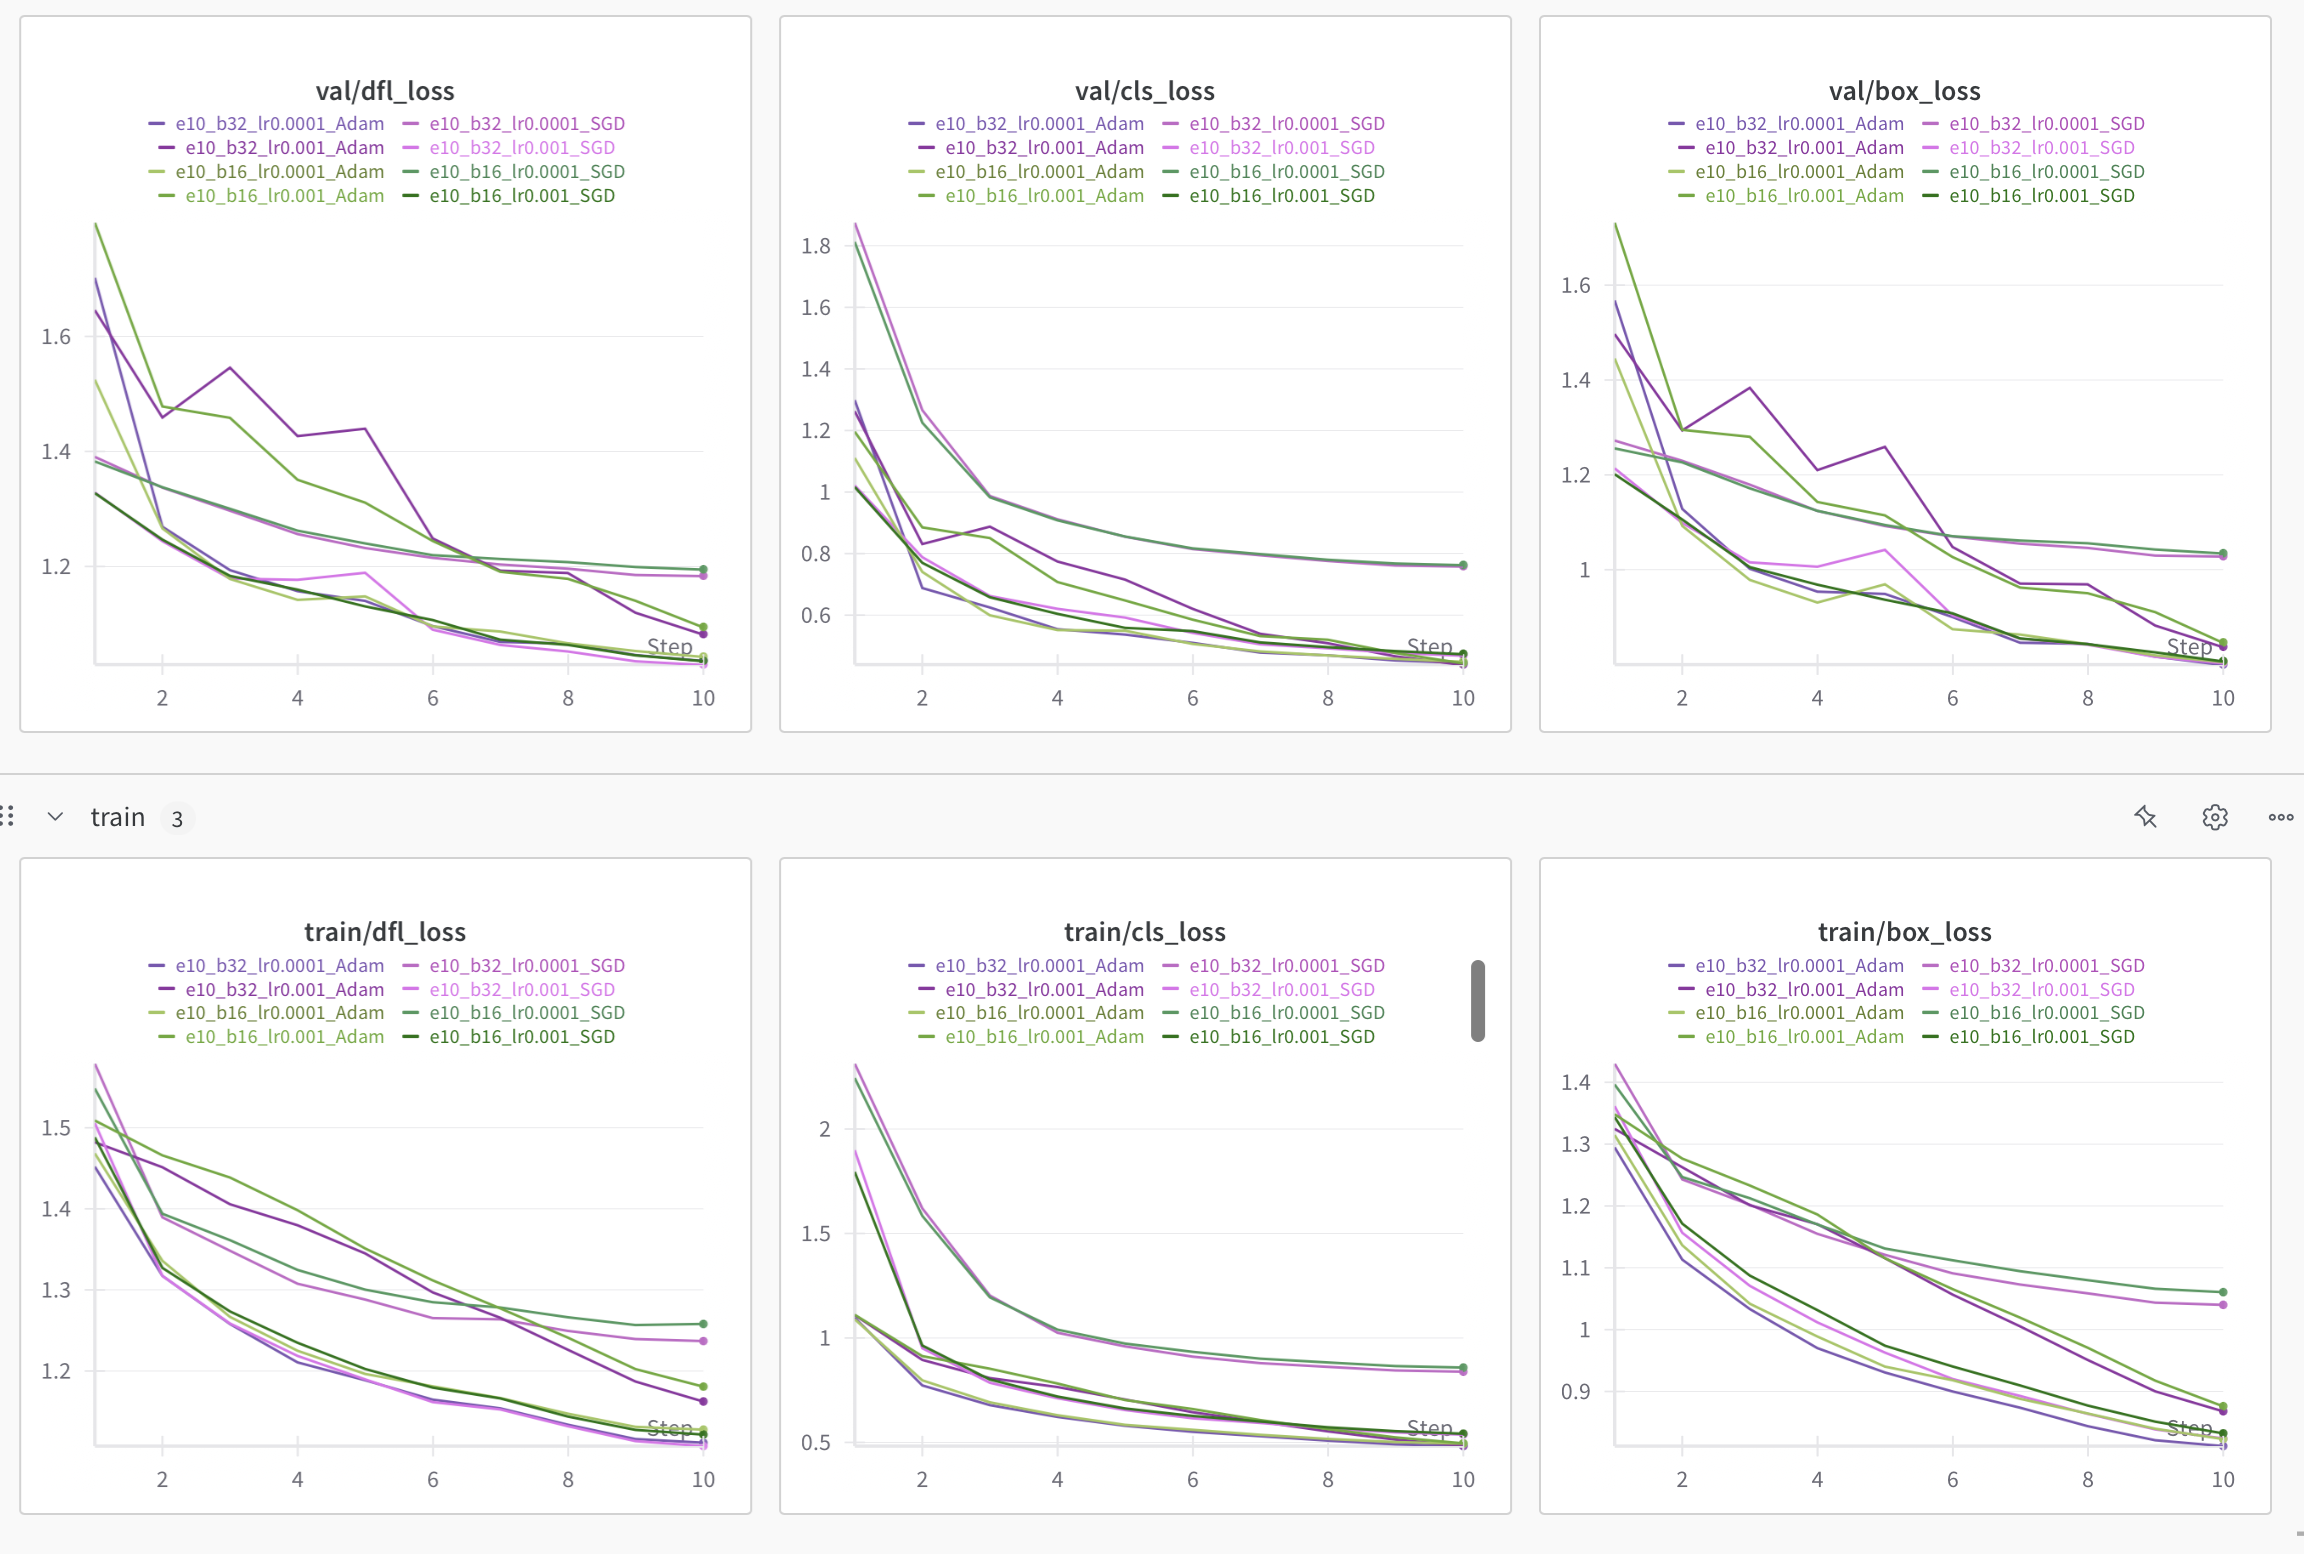 val/dfl_loss
e10_b32_lr0.0001_Adam e10_b32_lr0.0001_SGD
e10_b32_lr0.001_Adam e10_b32_lr0.001_SGD
e10_b16_lr0.0001_Adam e10_b16_lr0.0001_SGD
e10_b16_lr0.001_Adam e10_b16_lr0.001_SGD
1.6
1.4
1.2
Step
2 4 6 8 10
val/cls_loss
e10_b32_lr0.0001_Adam e10_b32_lr0.0001_SGD
e10_b32_lr0.001_Adam e10_b32_lr0.001_SGD
e10_b16_lr0.0001_Adam e10_b16_lr0.0001_SGD
e10_b16_lr0.001_Adam e10_b16_lr0.001_SGD
1.8
1.6
1.4
1.2
1
0.8
0.6
Step
2 4 6 8 10
val/box_loss
e10_b32_lr0.0001_Adam e10_b32_lr0.0001_SGD
e10_b32_lr0.001_Adam e10_b32_lr0.001_SGD
e10_b16_lr0.0001_Adam e10_b16_lr0.0001_SGD
e10_b16_lr0.001_Adam e10_b16_lr0.001_SGD
1.6
1.4
1.2
1
Step
2 4 6 8 10
train 3
train/dfl_loss
e10_b32_lr0.0001_Adam e10_b32_lr0.0001_SGD
e10_b32_lr0.001_Adam e10_b32_lr0.001_SGD
e10_b16_lr0.0001_Adam e10_b16_lr0.0001_SGD
e10_b16_lr0.001_Adam e10_b16_lr0.001_SGD
1.5
1.4
1.3
1.2
Step
2 4 6 8 10
train/cls_loss
e10_b32_lr0.0001_Adam e10_b32_lr0.0001_SGD
e10_b32_lr0.001_Adam e10_b32_lr0.001_SGD
e10_b16_lr0.0001_Adam e10_b16_lr0.0001_SGD
e10_b16_lr0.001_Adam e10_b16_lr0.001_SGD
2
1.5
1
0.5
Step
2 4 6 8 10
train/box_loss
e10_b32_lr0.0001_Adam e10_b32_lr0.0001_SGD
e10_b32_lr0.001_Adam e10_b32_lr0.001_SGD
e10_b16_lr0.0001_Adam e10_b16_lr0.0001_SGD
e10_b16_lr0.001_Adam e10_b16_lr0.001_SGD
1.4
1.3
1.2
1.1
1
0.9
Step
2 4 6 8 10